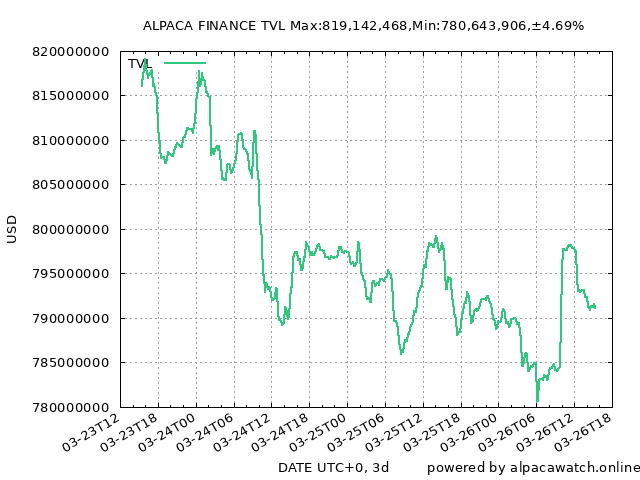 ALPACA FINANCE TVL Max:819,142,468,Min:780,643,906,±4.69%
820000000
TVL
815000000
810000000
805000000
800000000
795000000
790000000
785000000
780000000
USD
03-23T12
03-23T18
03-24T00
03-24T06
03-24T12
03-24T18
03-25T00
03-25T06
03-25T12
03-25T18
03-26T00
03-26T06
03-26T12
03-26T18
DATE UTC+0, 3d
powered by alpacawatch.online